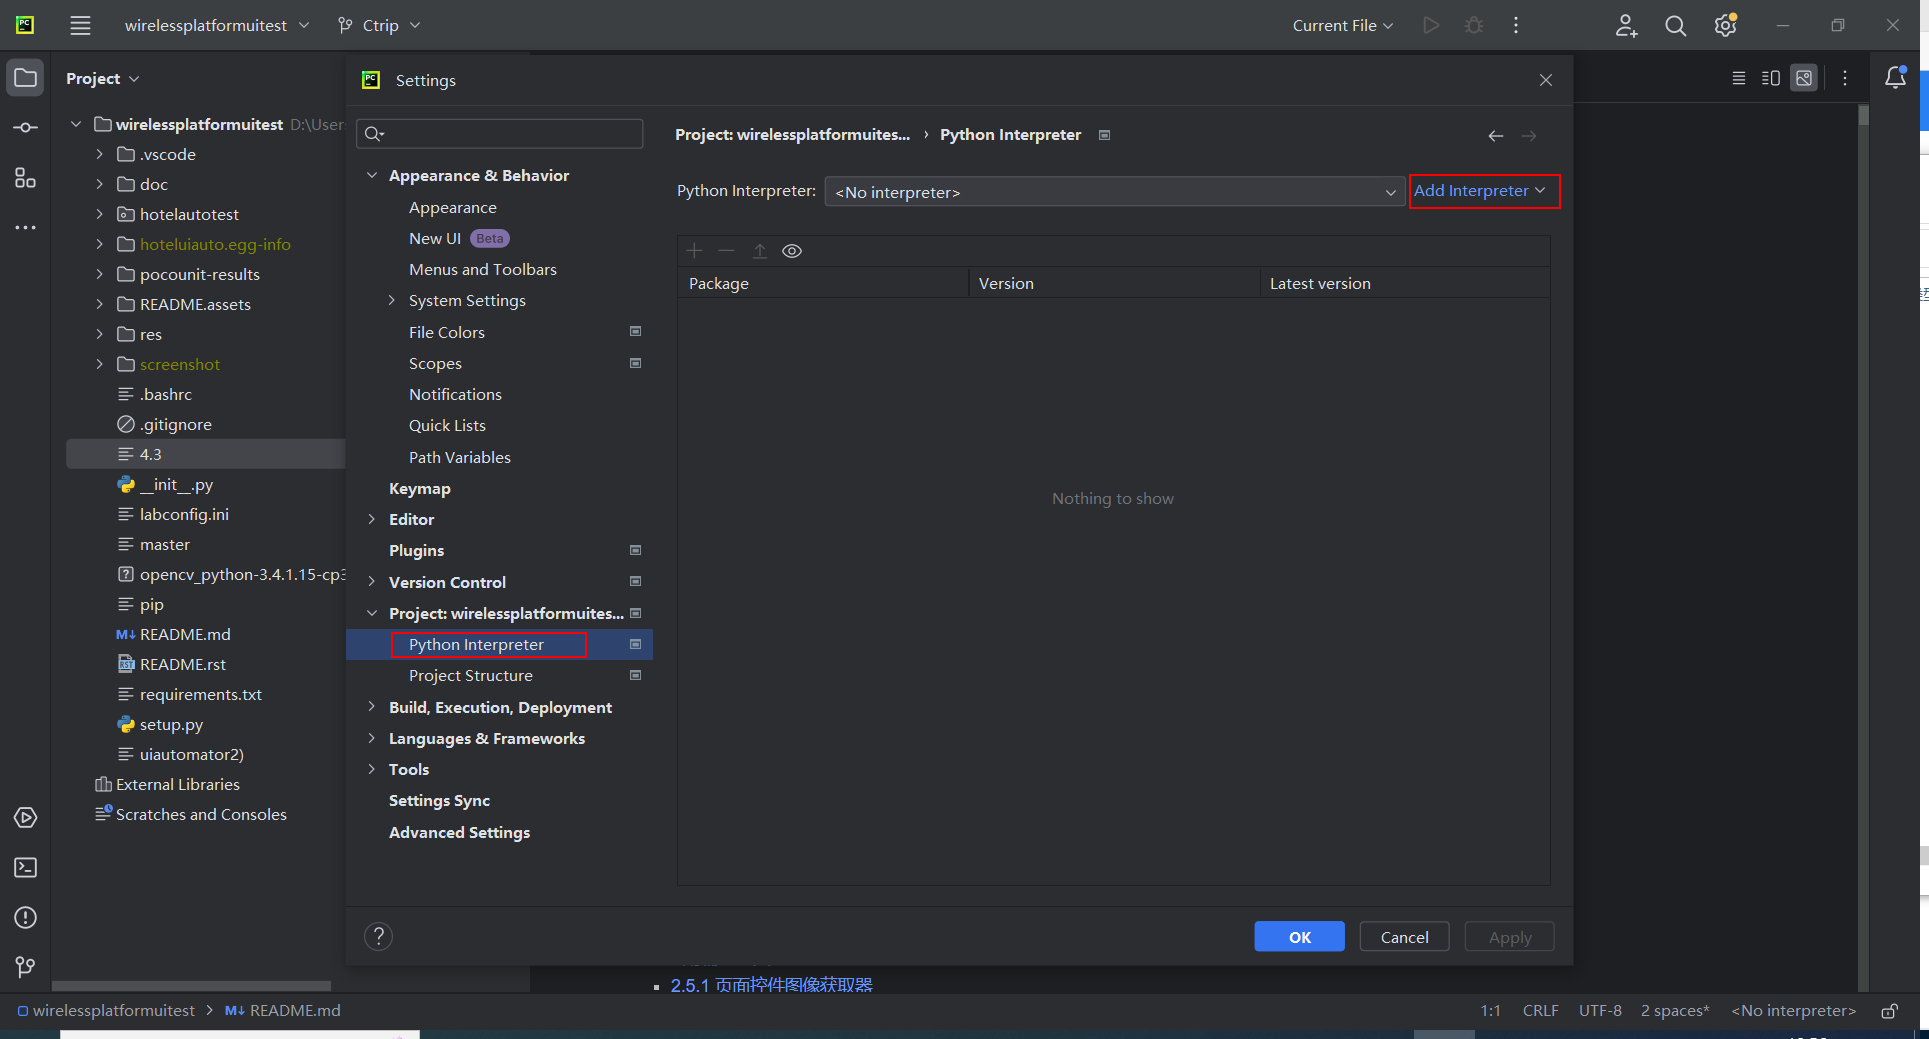 PC
wirelessplatformuitest
Ctrip
Current File
Project
wirelessplatformuitest D:\User
.vscode
doc
hotelautotest
hoteluiauto.egg-info
pocounit-results
README.assets
res
screenshot
.bashrc
.gitignore
4.3
__init__.py
labconfig.ini
master
opencv_python-3.4.1.15-cp3
pip
README.md
README.rst
requirements.txt
setup.py
uiautomator2)
External Libraries
Scratches and Consoles
PC Settings
Appearance & Behavior
Appearance
New UI Beta
Menus and Toolbars
System Settings
File Colors
Scopes
Notifications
Quick Lists
Path Variables
Keymap
Editor
Plugins
Version Control
Project: wirelessplatformuites...
Python Interpreter
Project Structure
Build, Execution, Deployment
Languages & Frameworks
Tools
Settings Sync
Advanced Settings
Project: wirelessplatformuites... › Python Interpreter
Python Interpreter: <No interpreter> Add Interpreter
Package Version Latest version
Nothing to show
? OK Cancel Apply
2.5.1 页面控件图像获取器
wirelessplatformuitest > M↓ README.md
1:1 CRLF UTF-8 2 spaces* <No interpreter>